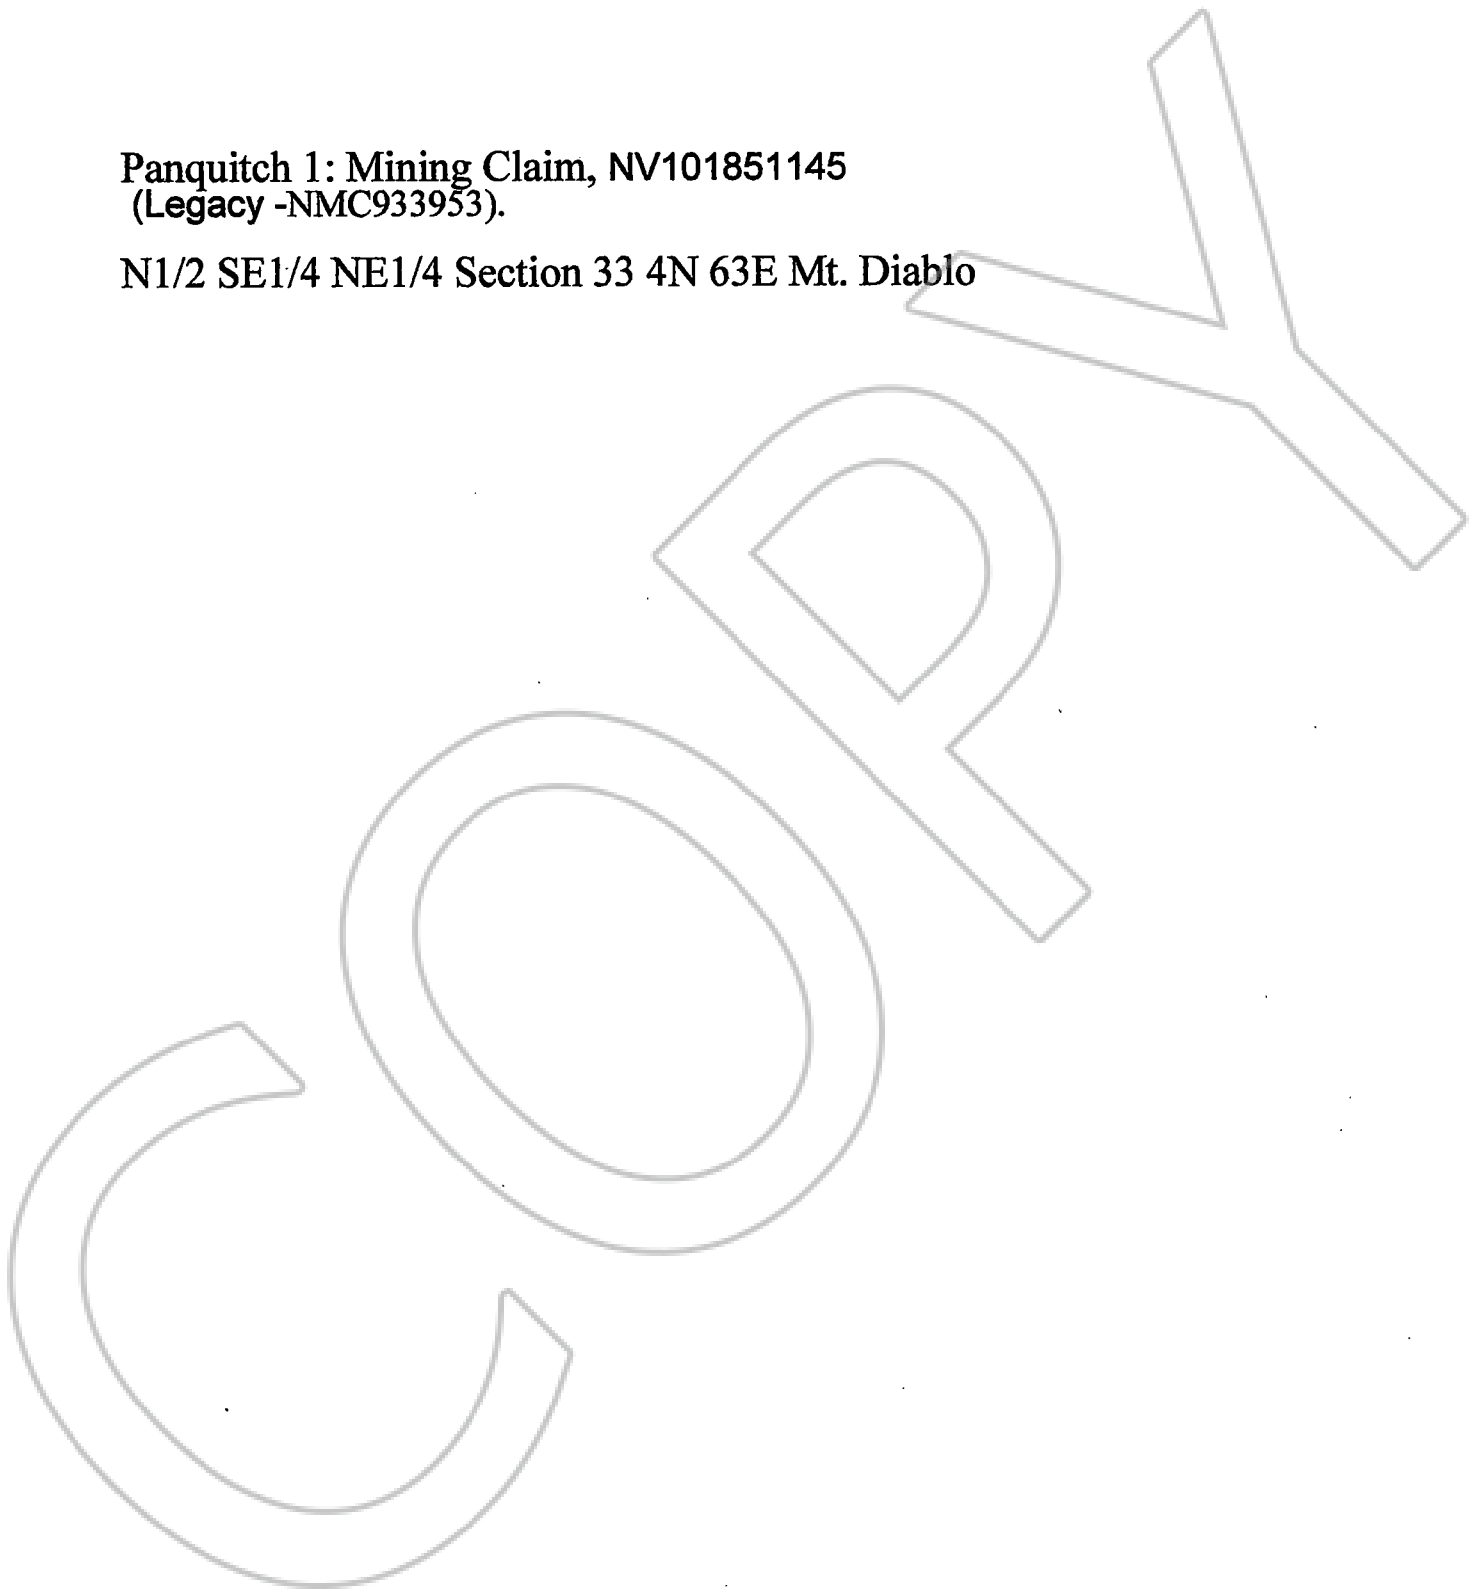 Panquitch 1: Mining Claim, NV101851145
(Legacy -NMC933953).
N1/2 SE1/4 NE1/4 Section 33 4N 63E Mt. Diablo
COPY